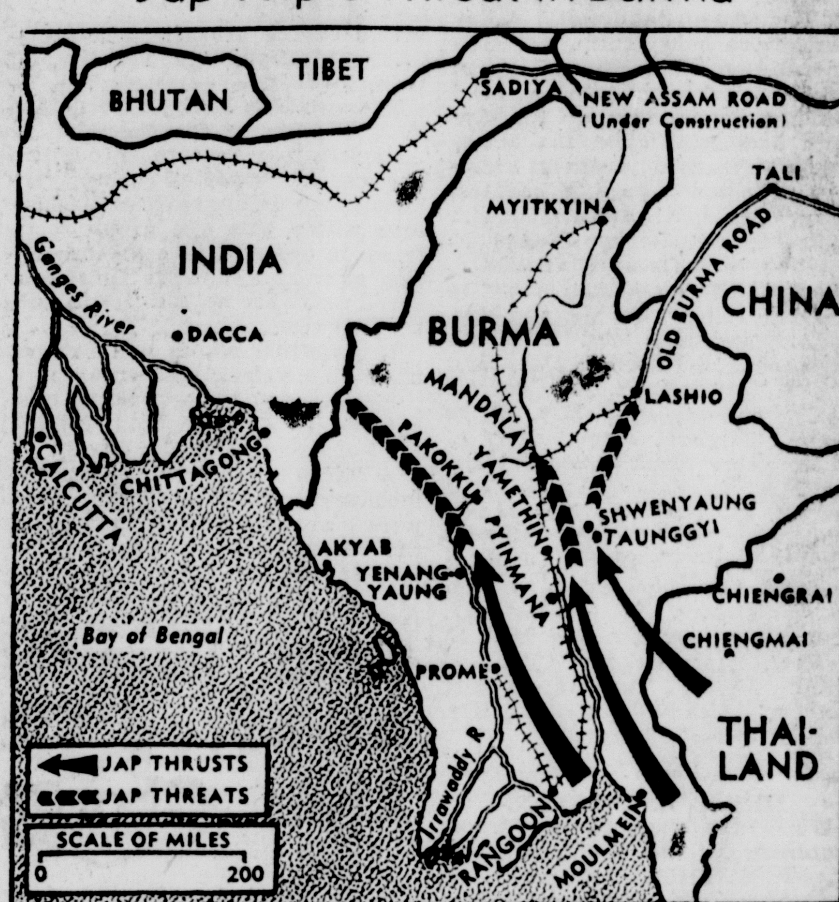 in Burma
TIBET
BHUTAN
SADIYA
NEW ASSAM ROAD
(Under Construction)
TALI
MYITKYINA
INDIA
Ganges River
OLD BURMA ROAD
CHINA
DACCA
BURMA
MANDALAY
LASHIO
PAKOKKU
YAMETHIN
CALCUTTA
CHITTAGONG
PYINMANA
SHWENYAUNG
TAUNGGYI
AKYAB
YENANG-
YAUNG
CHIENGRAI
Bay of Bengal
CHIENGMAI
PROME
THAI-
LAND
JAP THRUSTS
JAP THREATS
Irrawaddy R
RANGOON
MOULMEIN
SCALE OF MILES
0 200